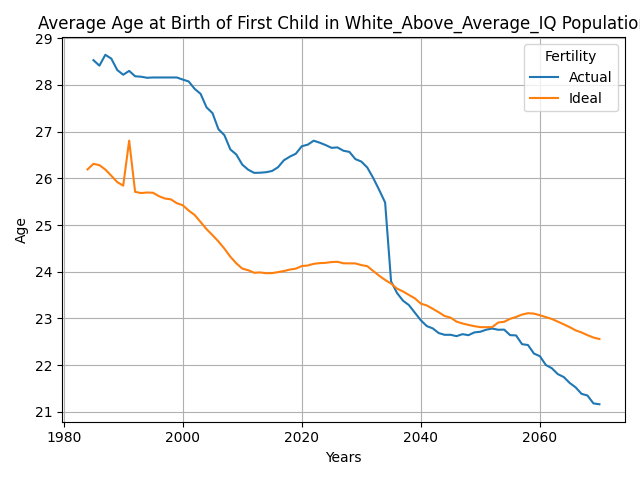 Average Age at Birth of First Child in White_Above_Average_IQ Population
29
28
27
26
25
24
23
22
21
Age
Fertility
Actual
Ideal
1980 2000 2020 2040 2060
Years